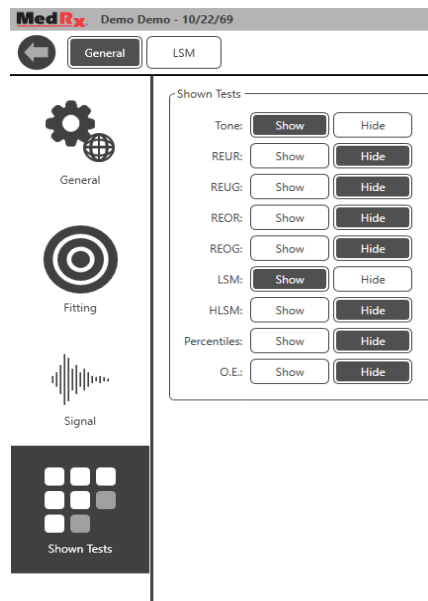 MedRx. Demo Demo - 10/22/69
General LSM
Shown Tests
Tone: Show Hide
REUR: Show Hide
REUG: Show Hide
REOR: Show Hide
REOG: Show Hide
LSM: Show Hide
HLSM: Show Hide
Percentiles: Show Hide
O.E.: Show Hide
General
Fitting
Signal
Shown Tests